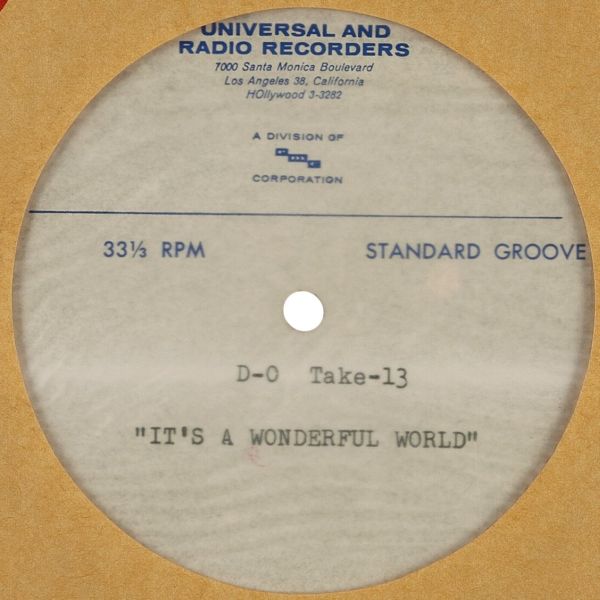 UNIVERSAL AND
RADIO RECORDERS
7000 Santa Monica Boulevard
Los Angeles 38, California
HOllywood 3-3282
A DIVISION OF
CORPORATION
33⅓ RPM STANDARD GROOVE
D-O Take-13
"IT'S A WONDERFUL WORLD"